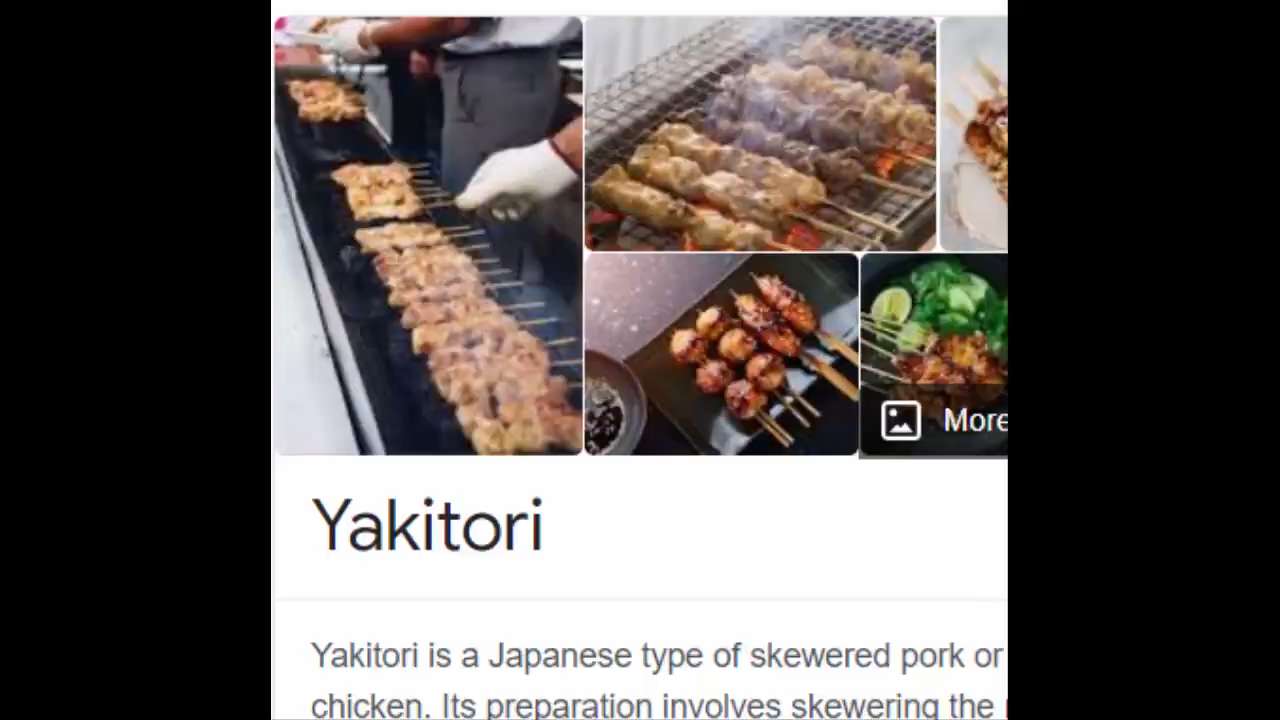 More
Yakitori
Yakitori is a Japanese type of skewered pork or
chicken. Its preparation involves skewering the